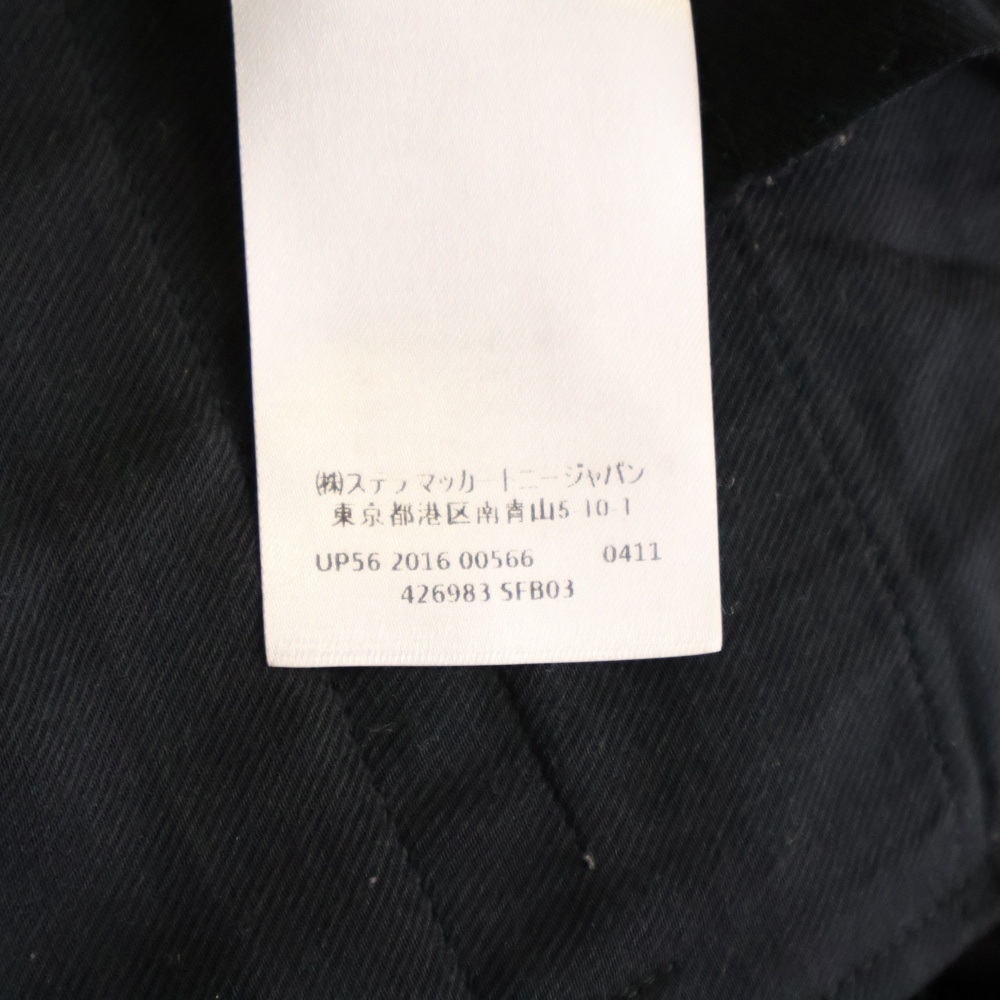 ㈱ステラマッカートニージャパン
東京都港区南青山5-10-1
UP56 2016 00566 0411
426983 SFB03